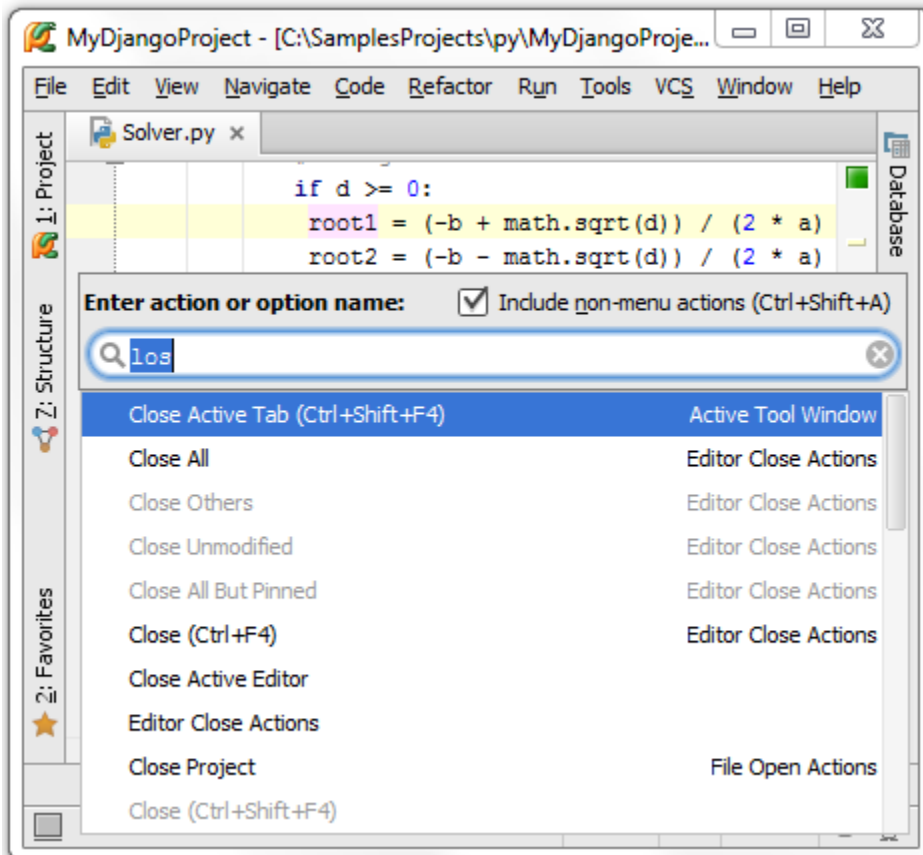 MyDjangoProject - [C:\SamplesProjects\py\MyDjangoProje...
File Edit View Navigate Code Refactor Run Tools VCS Window Help
Solver.py
1: Project
Z: Structure
2: Favorites
Database
if d >= 0:
root1 = (-b + math.sqrt(d)) / (2 * a)
root2 = (-b - math.sqrt(d)) / (2 * a)
Enter action or option name: Include non-menu actions (Ctrl+Shift+A)
los
Close Active Tab (Ctrl+Shift+F4) Active Tool Window
Close All Editor Close Actions
Close Others Editor Close Actions
Close Unmodified Editor Close Actions
Close All But Pinned Editor Close Actions
Close (Ctrl+F4) Editor Close Actions
Close Active Editor
Editor Close Actions
Close Project File Open Actions
Close (Ctrl+Shift+F4)